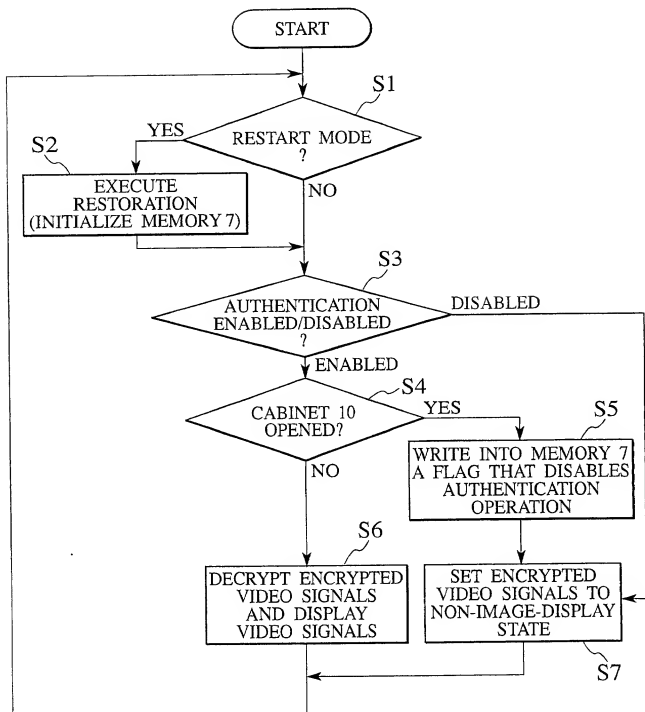 START
S1
RESTART MODE
?
YES
NO
S2
EXECUTE
RESTORATION
(INITIALIZE MEMORY 7)
S3
AUTHENTICATION
ENABLED/DISABLED
?
DISABLED
ENABLED
S4
CABINET 10
OPENED?
YES
NO
S5
WRITE INTO MEMORY 7
A FLAG THAT DISABLES
AUTHENTICATION
OPERATION
S6
DECRYPT ENCRYPTED
VIDEO SIGNALS
AND DISPLAY
VIDEO SIGNALS
SET ENCRYPTED
VIDEO SIGNALS TO
NON-IMAGE-DISPLAY
STATE
S7